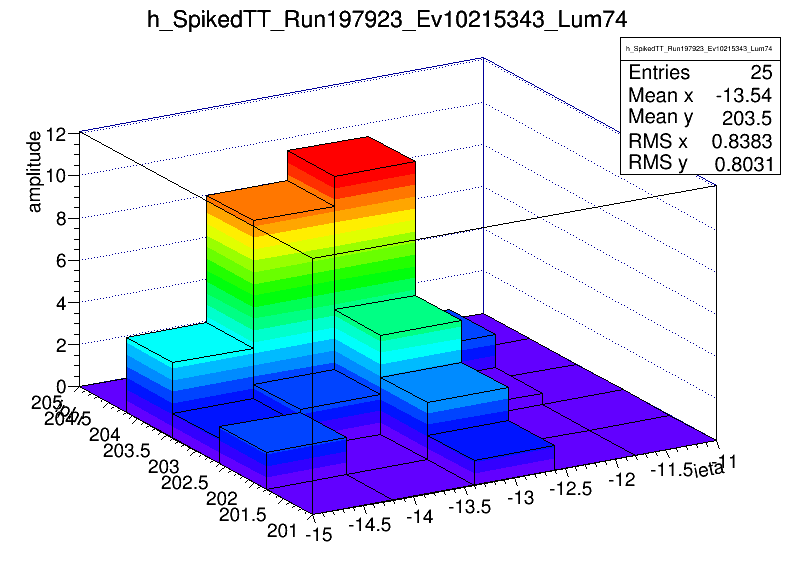 h_SpikedTT_Run197923_Ev10215343_Lum74
h_SpikedTT_Run197923_Ev10215343_Lum74
Entries 25
Mean x -13.54
Mean y 203.5
RMS x 0.8383
RMS y 0.8031
amplitude
12
10
8
6
4
2
0
205
204.5
204
203.5
203
202.5
202
201.5
201
-15
-14.5
-14
-13.5
-13
-12.5
-12
-11.5
-11
ieta